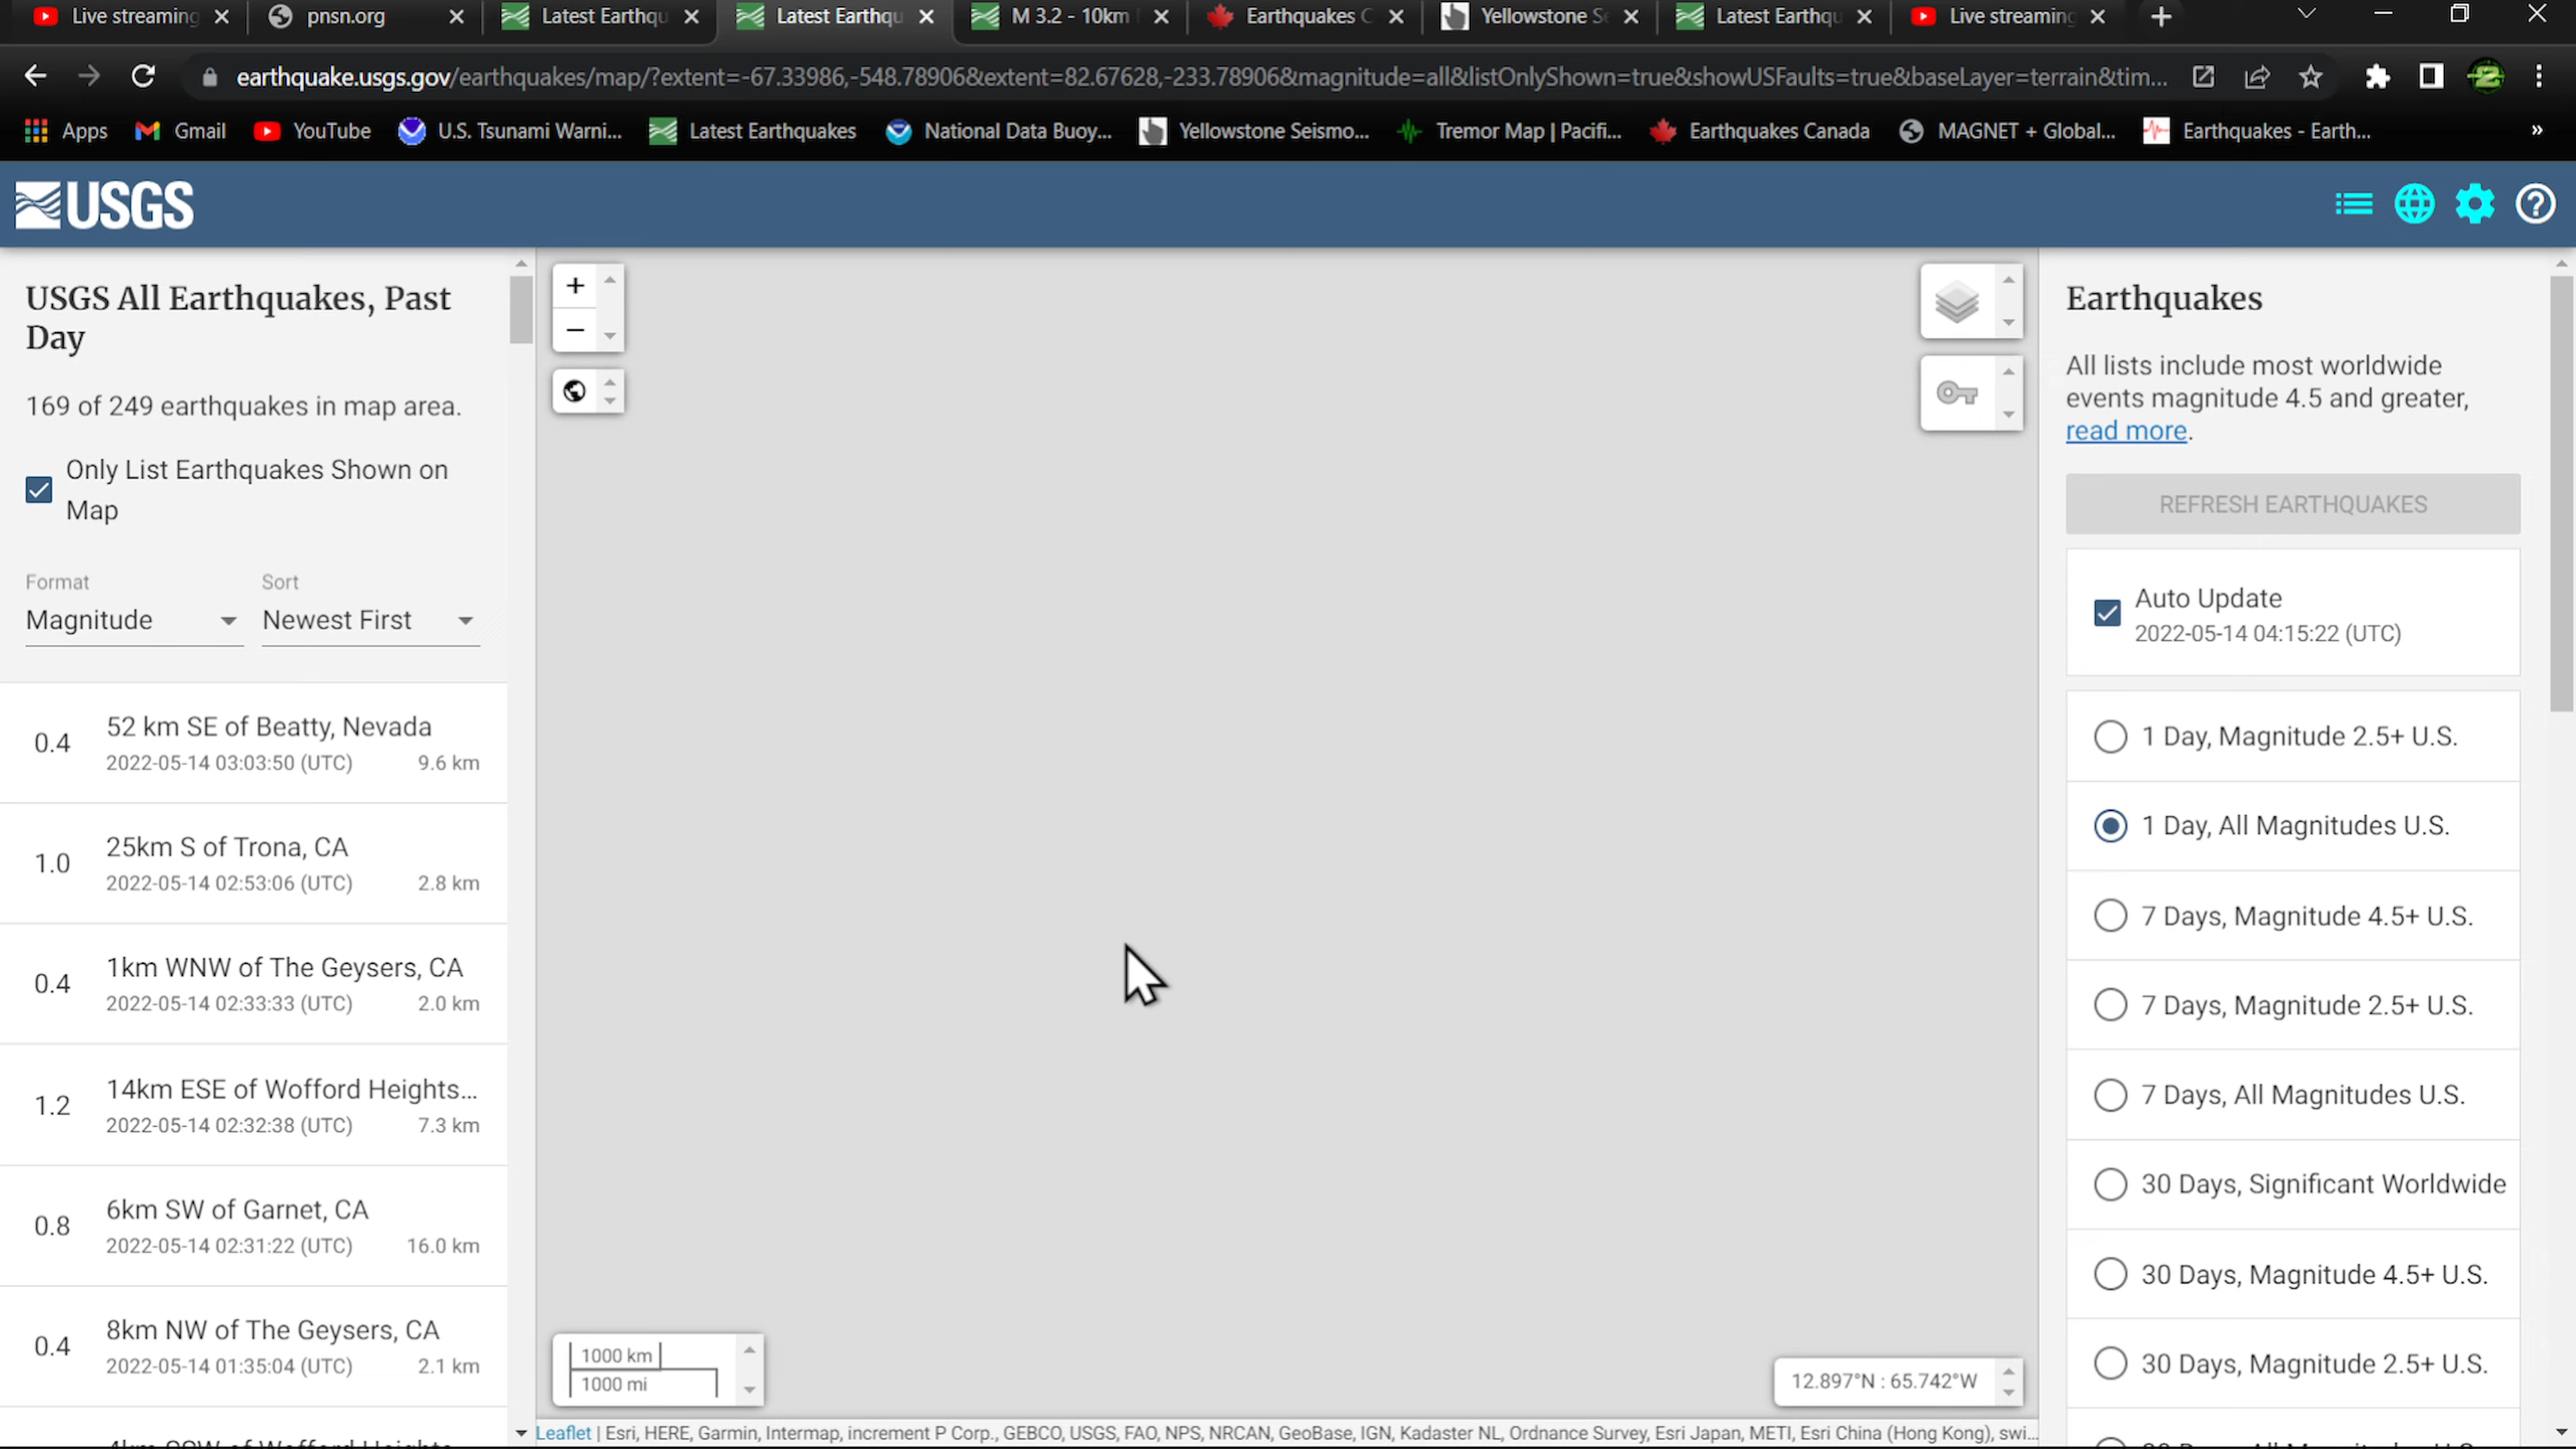 Live streaming
pnsn.org
Latest Earthqu
Latest Earthqu
M 3.2 - 10km
Earthquakes C
Yellowstone Se
Latest Earthqu
Live streaming
earthquake.usgs.gov/earthquakes/map/?extent=-67.33986,-548.78906&extent=82.67628,-233.78906&magnitude=all&listOnlyShown=true&showUSFaults=true&baseLayer=terrain&tim...
Apps
Gmail
YouTube
U.S. Tsunami Warni...
Latest Earthquakes
National Data Buoy...
Yellowstone Seismo...
Tremor Map | Pacifi...
Earthquakes Canada
MAGNET + Global...
Earthquakes - Earth...
»
USGS
USGS All Earthquakes, Past
Day
169 of 249 earthquakes in map area.
Only List Earthquakes Shown on
Map
Format
Sort
Magnitude
Newest First
0.4
52 km SE of Beatty, Nevada
2022-05-14 03:03:50 (UTC) 9.6 km
1.0
25km S of Trona, CA
2022-05-14 02:53:06 (UTC) 2.8 km
0.4
1km WNW of The Geysers, CA
2022-05-14 02:33:33 (UTC) 2.0 km
1.2
14km ESE of Wofford Heights...
2022-05-14 02:32:38 (UTC) 7.3 km
0.8
6km SW of Garnet, CA
2022-05-14 02:31:22 (UTC) 16.0 km
0.4
8km NW of The Geysers, CA
2022-05-14 01:35:04 (UTC) 2.1 km
+
−
1000 km
1000 mi
12.897°N : 65.742°W
Leaflet | Esri, HERE, Garmin, Intermap, increment P Corp., GEBCO, USGS, FAO, NPS, NRCAN, GeoBase, IGN, Kadaster NL, Ordnance Survey, Esri Japan, METI, Esri China (Hong Kong), swi...
Earthquakes
All lists include most worldwide
events magnitude 4.5 and greater,
read more.
REFRESH EARTHQUAKES
Auto Update
2022-05-14 04:15:22 (UTC)
1 Day, Magnitude 2.5+ U.S.
1 Day, All Magnitudes U.S.
7 Days, Magnitude 4.5+ U.S.
7 Days, Magnitude 2.5+ U.S.
7 Days, All Magnitudes U.S.
30 Days, Significant Worldwide
30 Days, Magnitude 4.5+ U.S.
30 Days, Magnitude 2.5+ U.S.